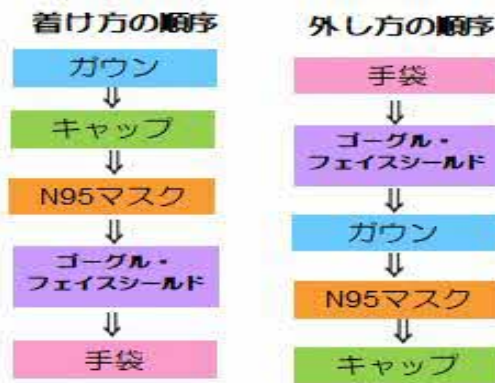 着け方の順序
ガウン
⇓
キャップ
⇓
N95マスク
⇓
ゴーグル・
フェイスシールド
⇓
手袋
外し方の順序
手袋
⇓
ゴーグル・
フェイスシールド
⇓
ガウン
⇓
N95マスク
⇓
キャップ